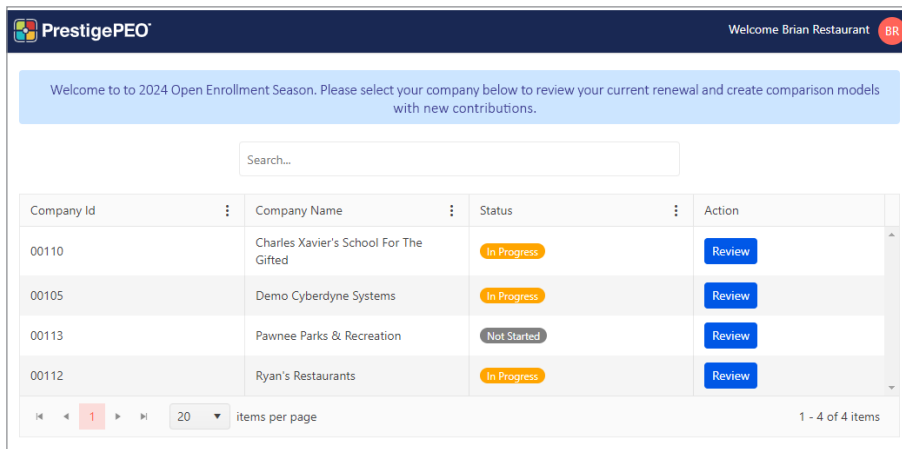 PrestigePEO
Welcome Brian Restaurant
BR
Welcome to to 2024 Open Enrollment Season. Please select your company below to review your current renewal and create comparison models
with new contributions.
Search...
Company Id Company Name Status Action
00110 Charles Xavier's School For The
Gifted In Progress Review
00105 Demo Cyberdyne Systems In Progress Review
00113 Pawnee Parks & Recreation Not Started Review
00112 Ryan's Restaurants In Progress Review
1 20 items per page 1 - 4 of 4 items